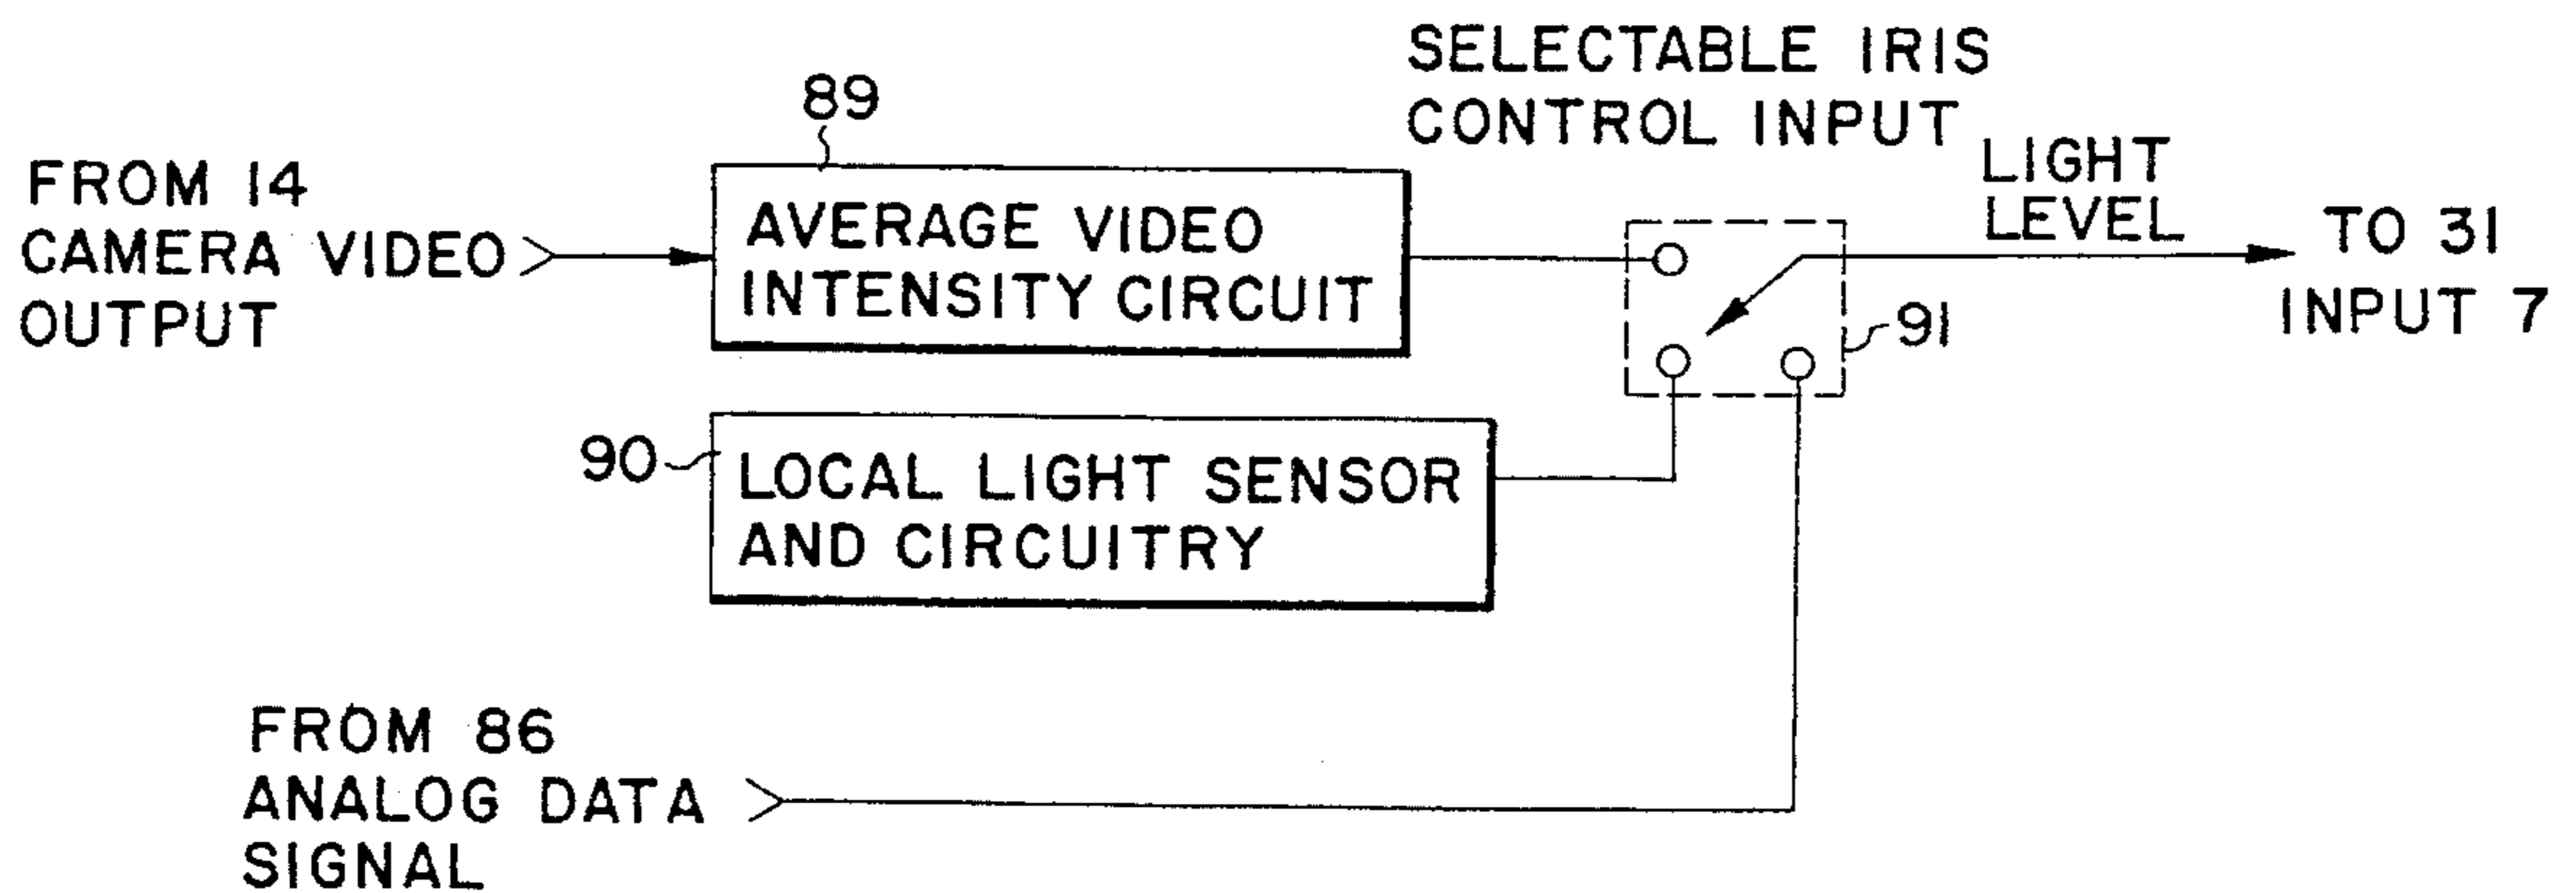 SELECTABLE IRIS
CONTROL INPUT
89
FROM 14
CAMERA VIDEO
OUTPUT
AVERAGE VIDEO
INTENSITY CIRCUIT
LIGHT
LEVEL
TO 31
INPUT 7
91
90
LOCAL LIGHT SENSOR
AND CIRCUITRY
FROM 86
ANALOG DATA
SIGNAL